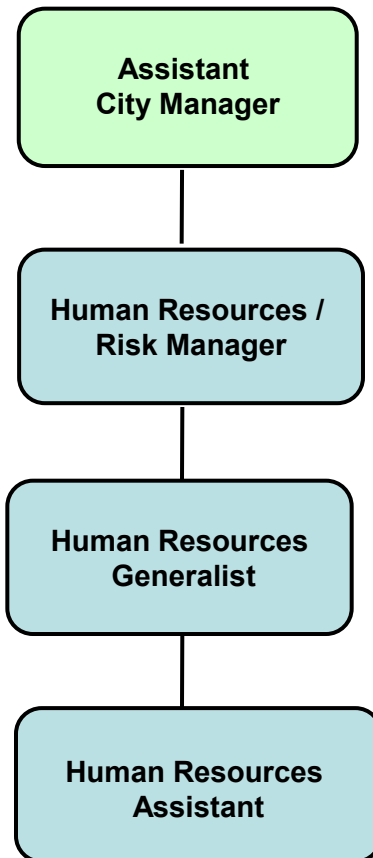 Assistant
City Manager
Human Resources /
Risk Manager
Human Resources
Generalist
Human Resources
Assistant